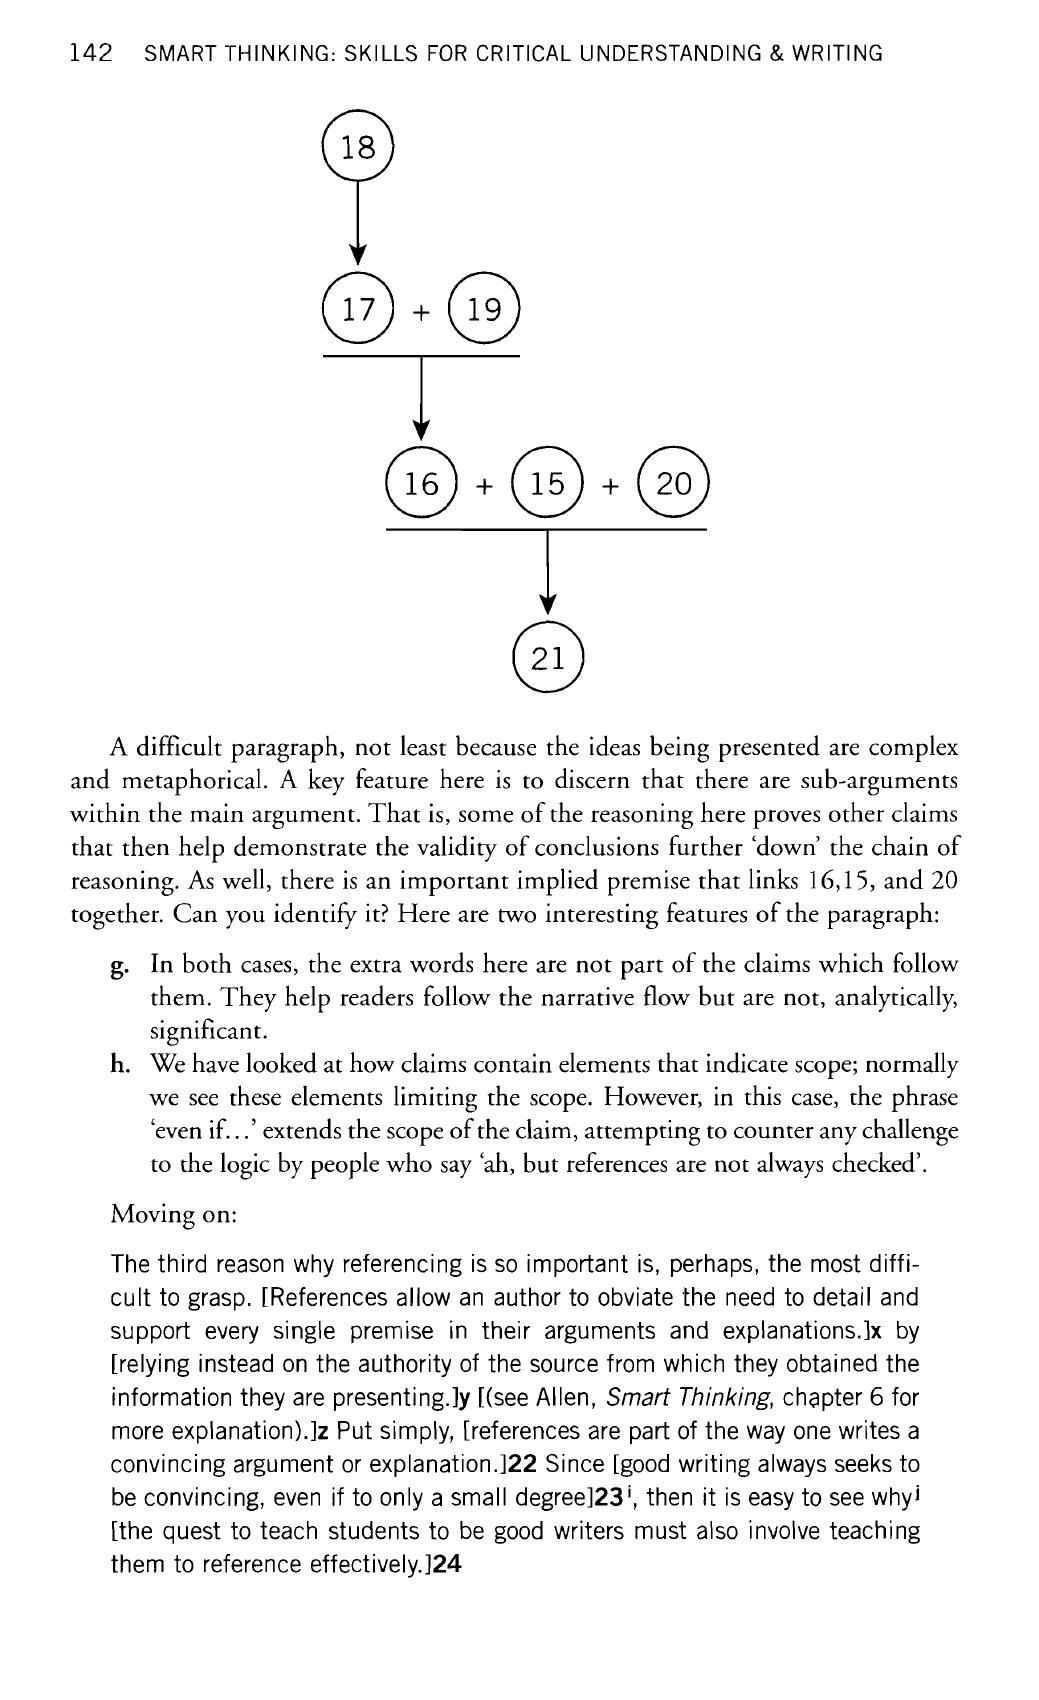 142 SMART THINKING: SKILLS FOR CRITICAL UNDERSTANDING & WRITING
18
17 + 19
16 + 15 + 20
21
A difficult paragraph, not least because the ideas being presented are complex
and metaphorical. A key feature here is to discern that there are sub-arguments
within the main argument. That is, some of the reasoning here proves other claims
that then help demonstrate the validity of conclusions further ‘down’ the chain of
reasoning. As well, there is an important implied premise that links 16,15, and 20
together. Can you identify it? Here are two interesting features of the paragraph:
g. In both cases, the extra words here are not part of the claims which follow
them. They help readers follow the narrative flow but are not, analytically,
significant.
h. We have looked at how claims contain elements that indicate scope; normally
we see these elements limiting the scope. However, in this case, the phrase
‘even if...’ extends the scope of the claim, attempting to counter any challenge
to the logic by people who say ‘ah, but references are not always checked’.
Moving on:
The third reason why referencing is so important is, perhaps, the most diffi-
cult to grasp. [References allow an author to obviate the need to detail and
support every single premise in their arguments and explanations.]x by
[relying instead on the authority of the source from which they obtained the
information they are presenting.]y [(see Allen, Smart Thinking, chapter 6 for
more explanation).]z Put simply, [references are part of the way one writes a
convincing argument or explanation.]22 Since [good writing always seeks to
be convincing, even if to only a small degree]23 i, then it is easy to see why j
[the quest to teach students to be good writers must also involve teaching
them to reference effectively.]24